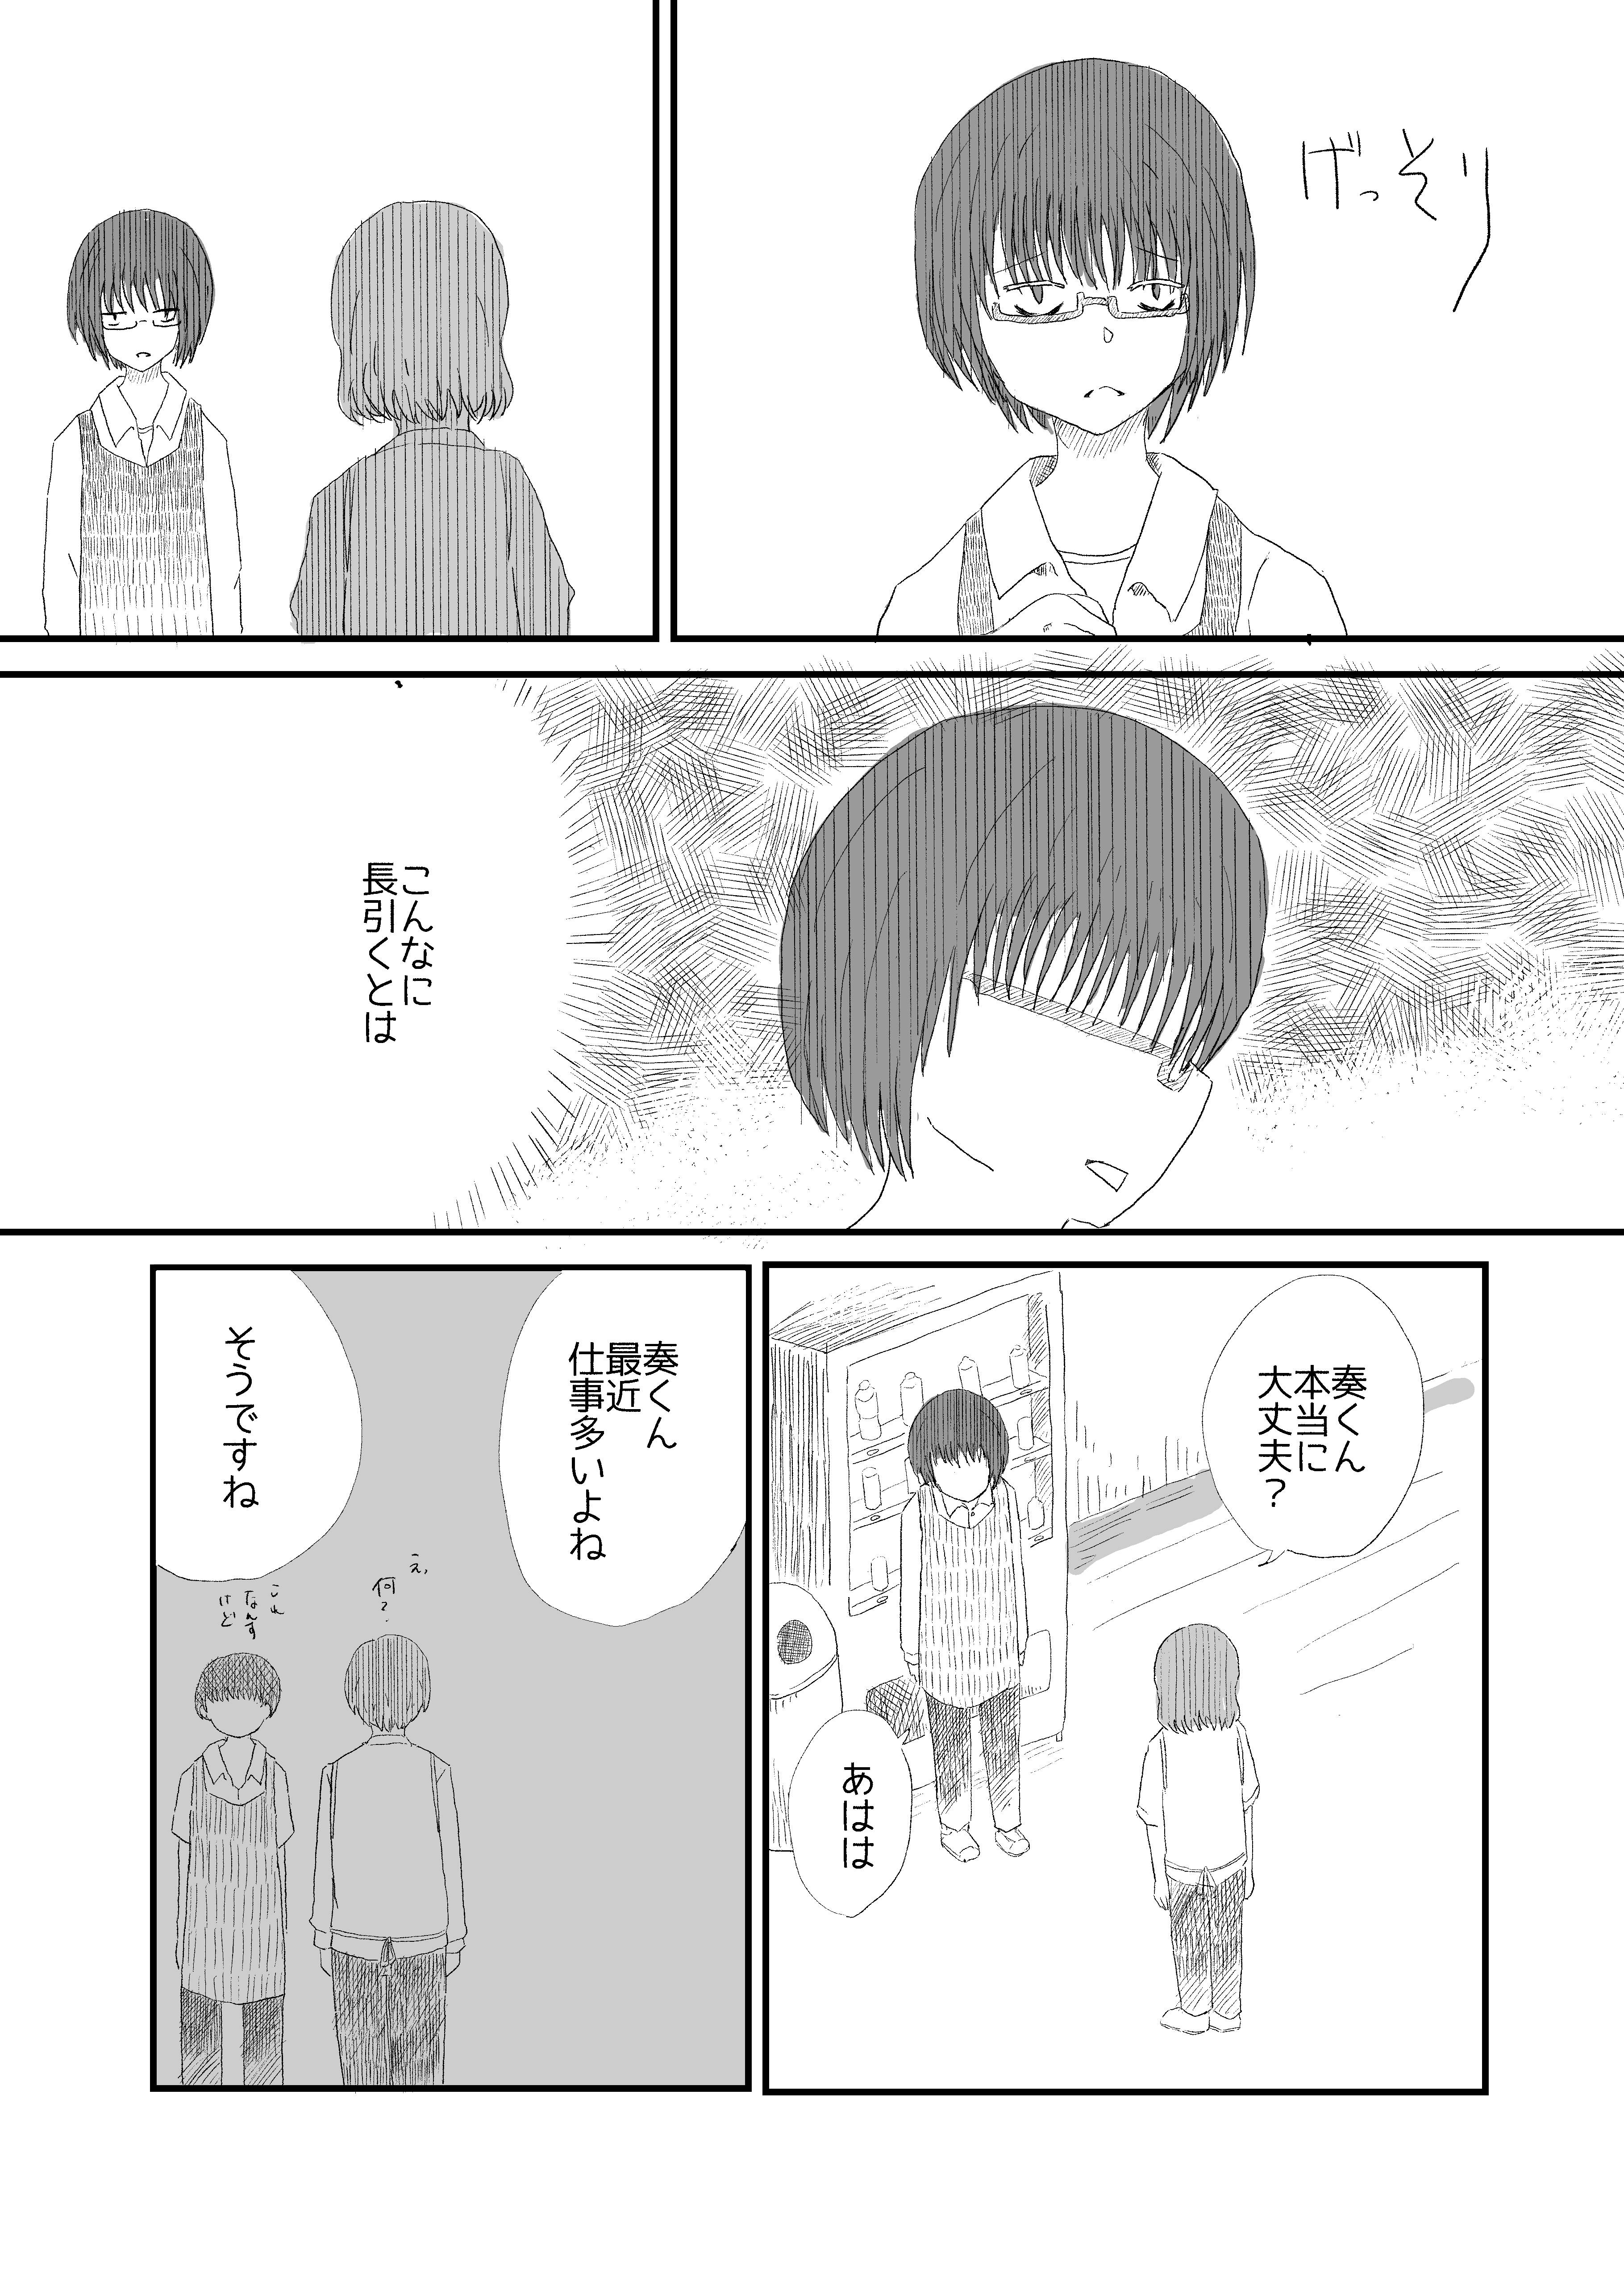 げっそり
こんなに
長引くとは
奏くん
本当に
大丈夫？
あはは
奏くん
最近
仕事多いよね
そうですね
え,
何？
これ
なんす
けど